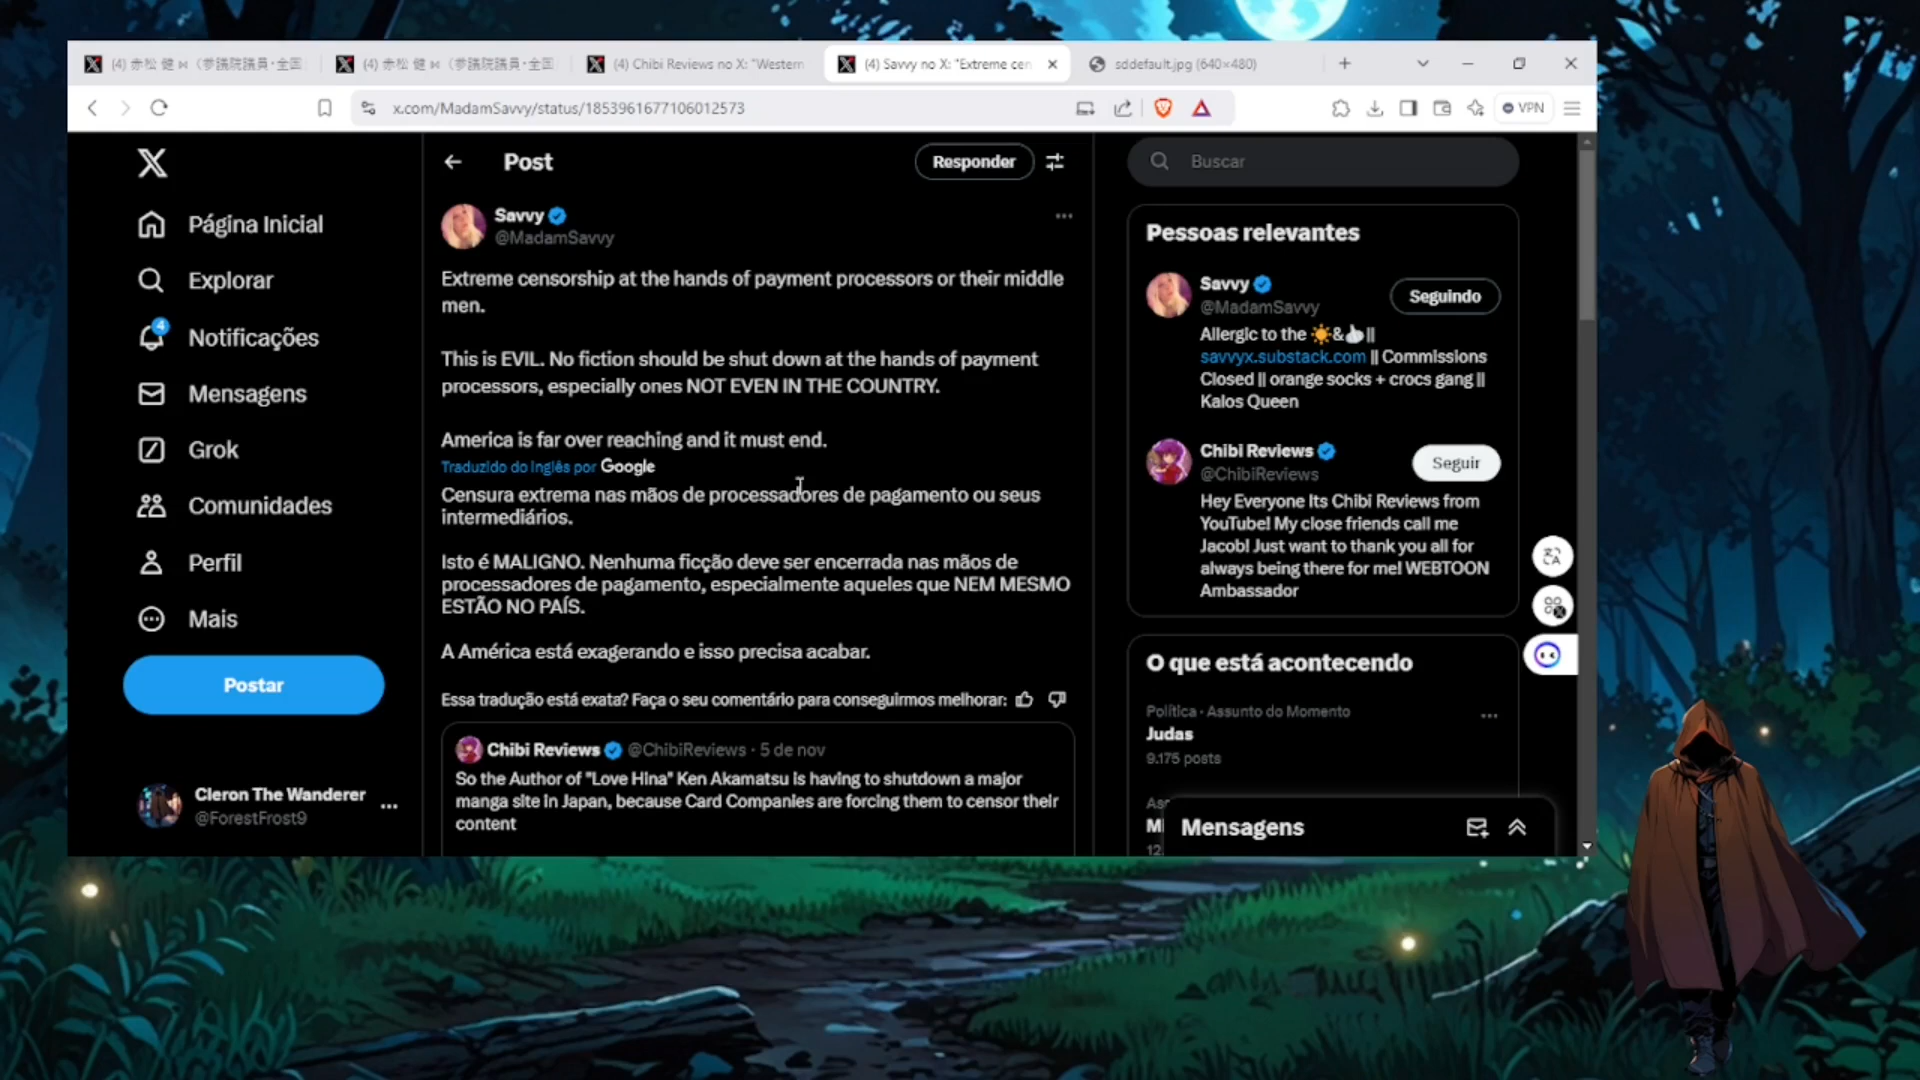 (4) 赤松 健 ⋈ (参議院議員・全国
(4) 赤松 健 ⋈ (参議院議員・全国
(4) Chibi Reviews no X: "Western
(4) Savvy no X: "Extreme cen
sddefault.jpg (640×480)
x.com/MadamSavvy/status/1853961677106012573
VPN
Página Inicial
Explorar
4
Notificações
Mensagens
Grok
Comunidades
Perfil
Mais
Postar
Cleron The Wanderer
@ForestFrost9
Post
Responder
Savvy
@MadamSavvy
Extreme censorship at the hands of payment processors or their middle
men.
This is EVIL. No fiction should be shut down at the hands of payment
processors, especially ones NOT EVEN IN THE COUNTRY.
America is far over reaching and it must end.
Traduzido do inglês por Google
Censura extrema nas mãos de processadores de pagamento ou seus
intermediários.
Isto é MALIGNO. Nenhuma ficção deve ser encerrada nas mãos de
processadores de pagamento, especialmente aqueles que NEM MESMO
ESTÃO NO PAÍS.
A América está exagerando e isso precisa acabar.
Essa tradução está exata? Faça o seu comentário para conseguirmos melhorar:
Chibi Reviews @ChibiReviews · 5 de nov
So the Author of "Love Hina" Ken Akamatsu is having to shutdown a major
manga site in Japan, because Card Companies are forcing them to censor their
content
Buscar
Pessoas relevantes
Savvy
@MadamSavvy
Seguindo
Allergic to the ☀️&👍||
savvyx.substack.com || Commissions
Closed || orange socks + crocs gang ||
Kalos Queen
Chibi Reviews
@ChibiReviews
Seguir
Hey Everyone Its Chibi Reviews from
YouTube! My close friends call me
Jacob! Just want to thank you all for
always being there for me! WEBTOON
Ambassador
O que está acontecendo
Política · Assunto do Momento
Judas
9.175 posts
Mensagens